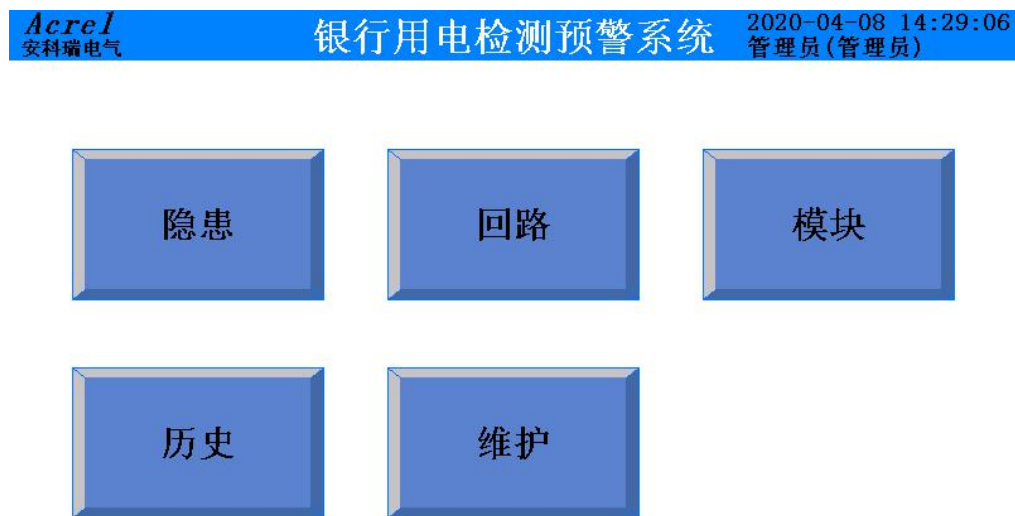 Acrel
安科瑞电气
银行用电检测预警系统
2020-04-08 14:29:06
管理员(管理员)
隐患
回路
模块
历史
维护